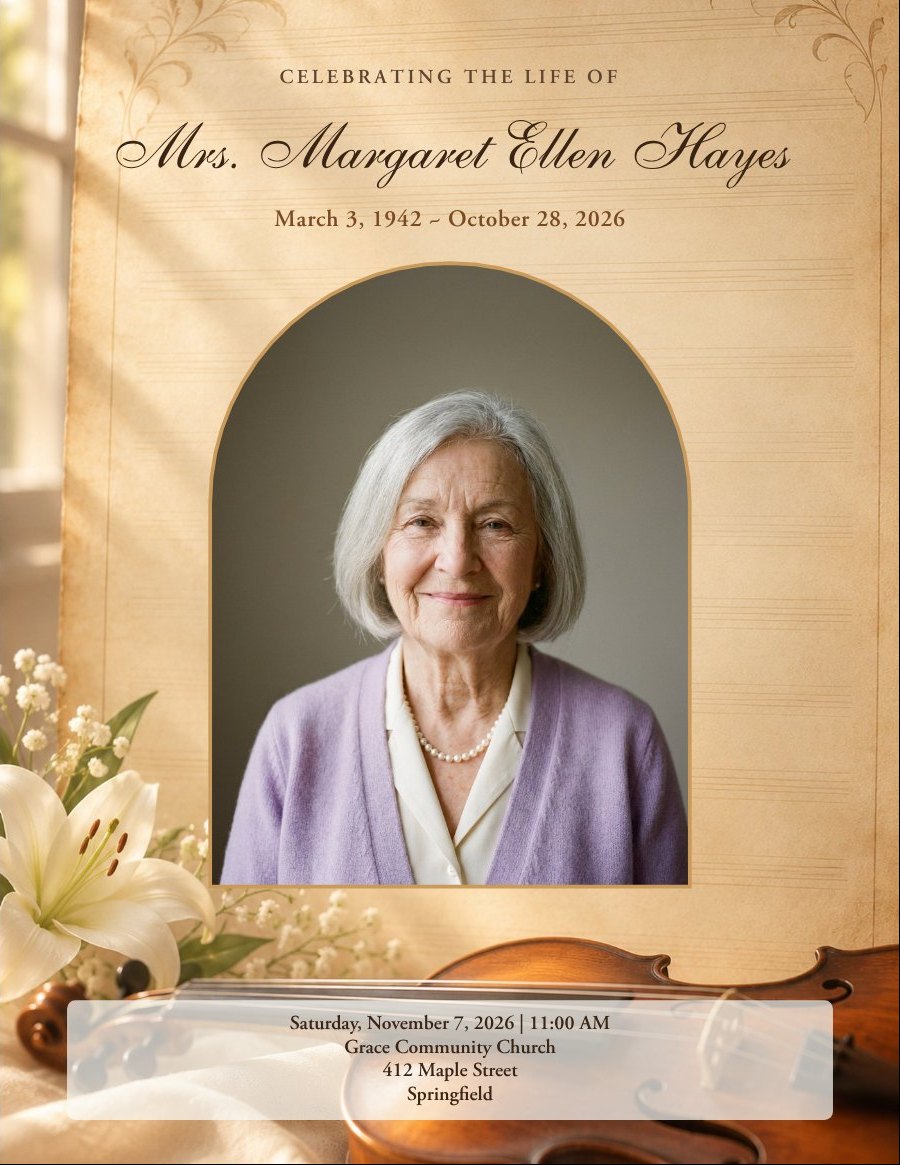 CELEBRATING THE LIFE OF
Mrs. Margaret Ellen Hayes
March 3, 1942 ~ October 28, 2026
Saturday, November 7, 2026 | 11:00 AM
Grace Community Church
412 Maple Street
Springfield